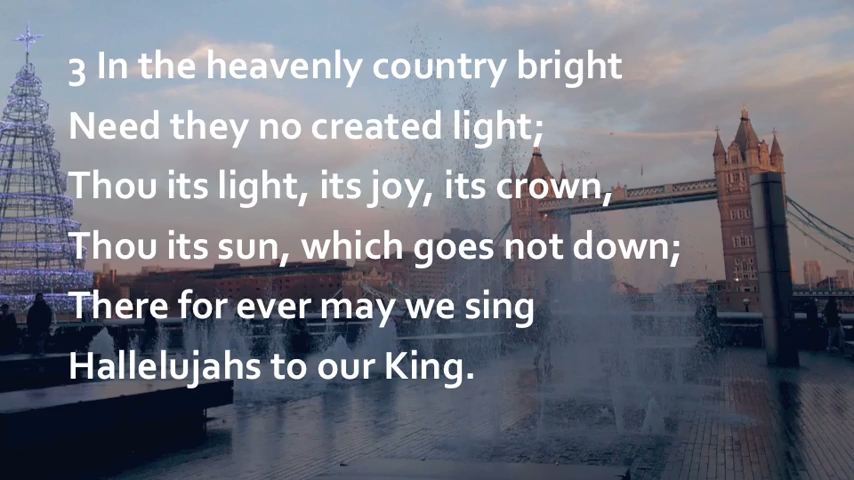 3 In the heavenly country bright
Need they no created light;
Thou its light, its joy, its crown,
Thou its sun, which goes not down;
There for ever may we sing
Hallelujahs to our King.